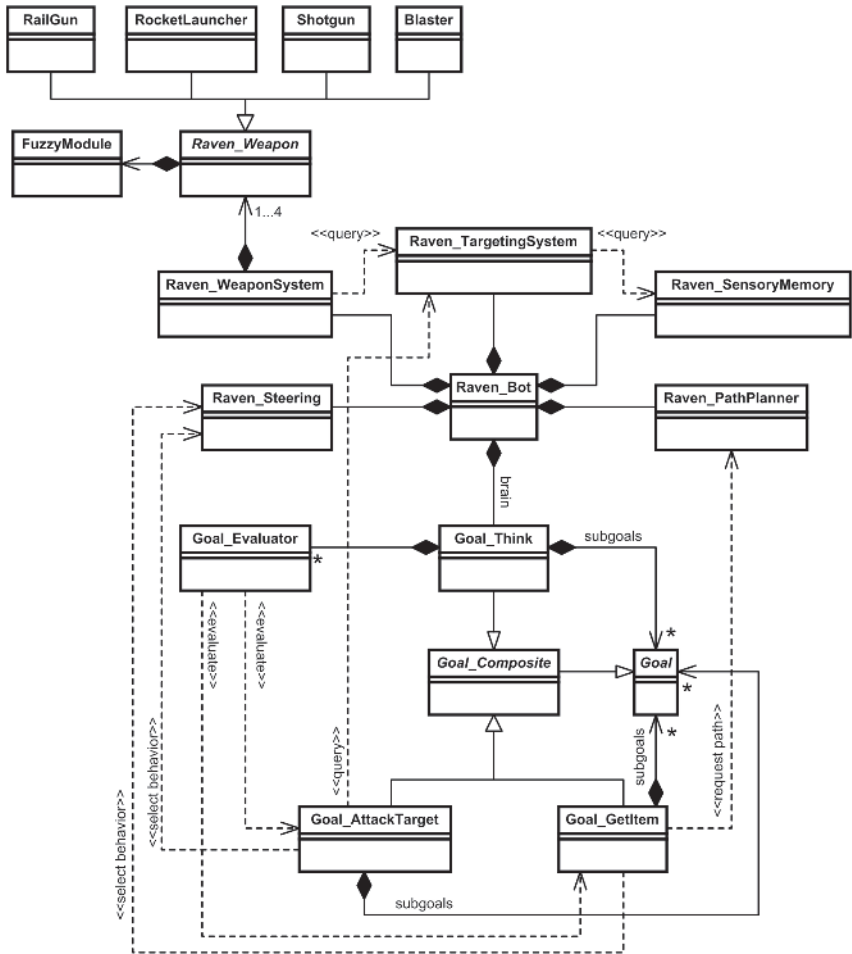 RailGun
RocketLauncher
Shotgun
Blaster
FuzzyModule
Raven_Weapon
1...4
<<query>>
Raven_TargetingSystem
<<query>>
Raven_WeaponSystem
Raven_SensoryMemory
Raven_Bot
Raven_Steering
Raven_PathPlanner
brain
Goal_Evaluator
*
Goal_Think
subgoals
*
<<evaluate>>
<<evaluate>>
Goal_Composite
Goal
*
*
subgoals
<<request path>>
<<query>>
<<select behavior>>
<<select behavior>>
Goal_AttackTarget
Goal_GetItem
subgoals